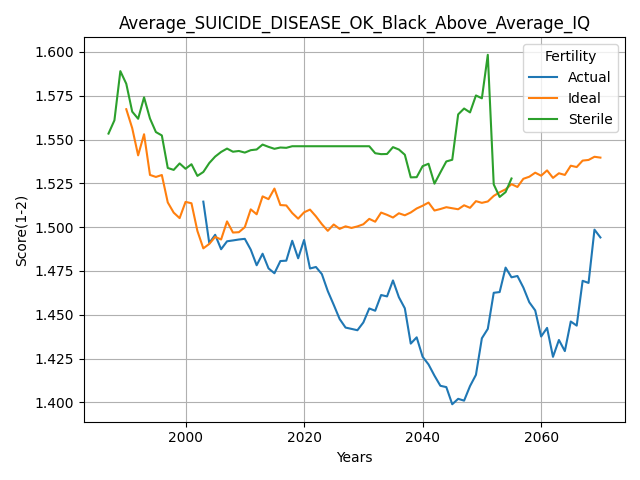 Average_SUICIDE_DISEASE_OK_Black_Above_Average_IQ
Fertility
Actual
Ideal
Sterile
Score(1-2)
1.600
1.575
1.550
1.525
1.500
1.475
1.450
1.425
1.400
2000 2020 2040 2060
Years